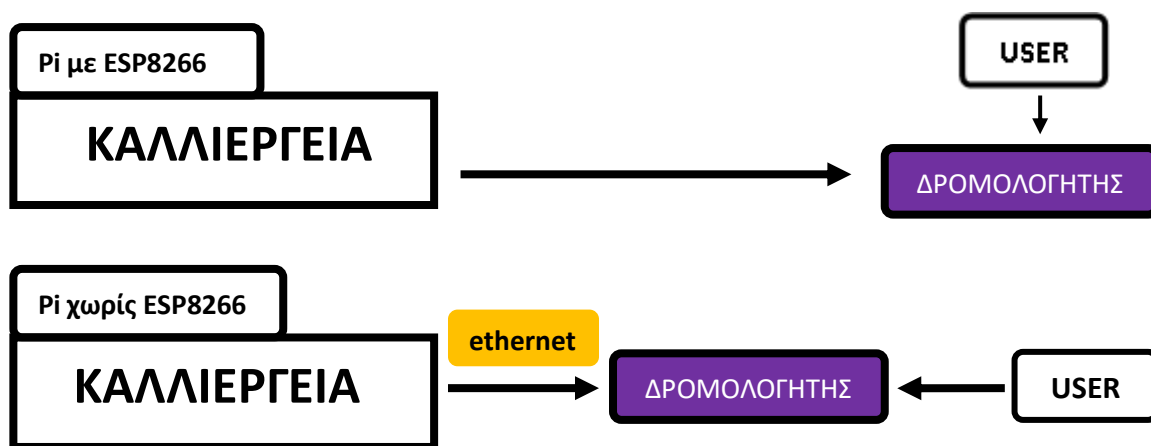 Pi με ESP8266
USER
ΚΑΛΛΙΕΡΓΕΙΑ
ΔΡΟΜΟΛΟΓΗΤΗΣ
Pi χωρίς ESP8266
ethernet
ΚΑΛΛΙΕΡΓΕΙΑ
ΔΡΟΜΟΛΟΓΗΤΗΣ
USER